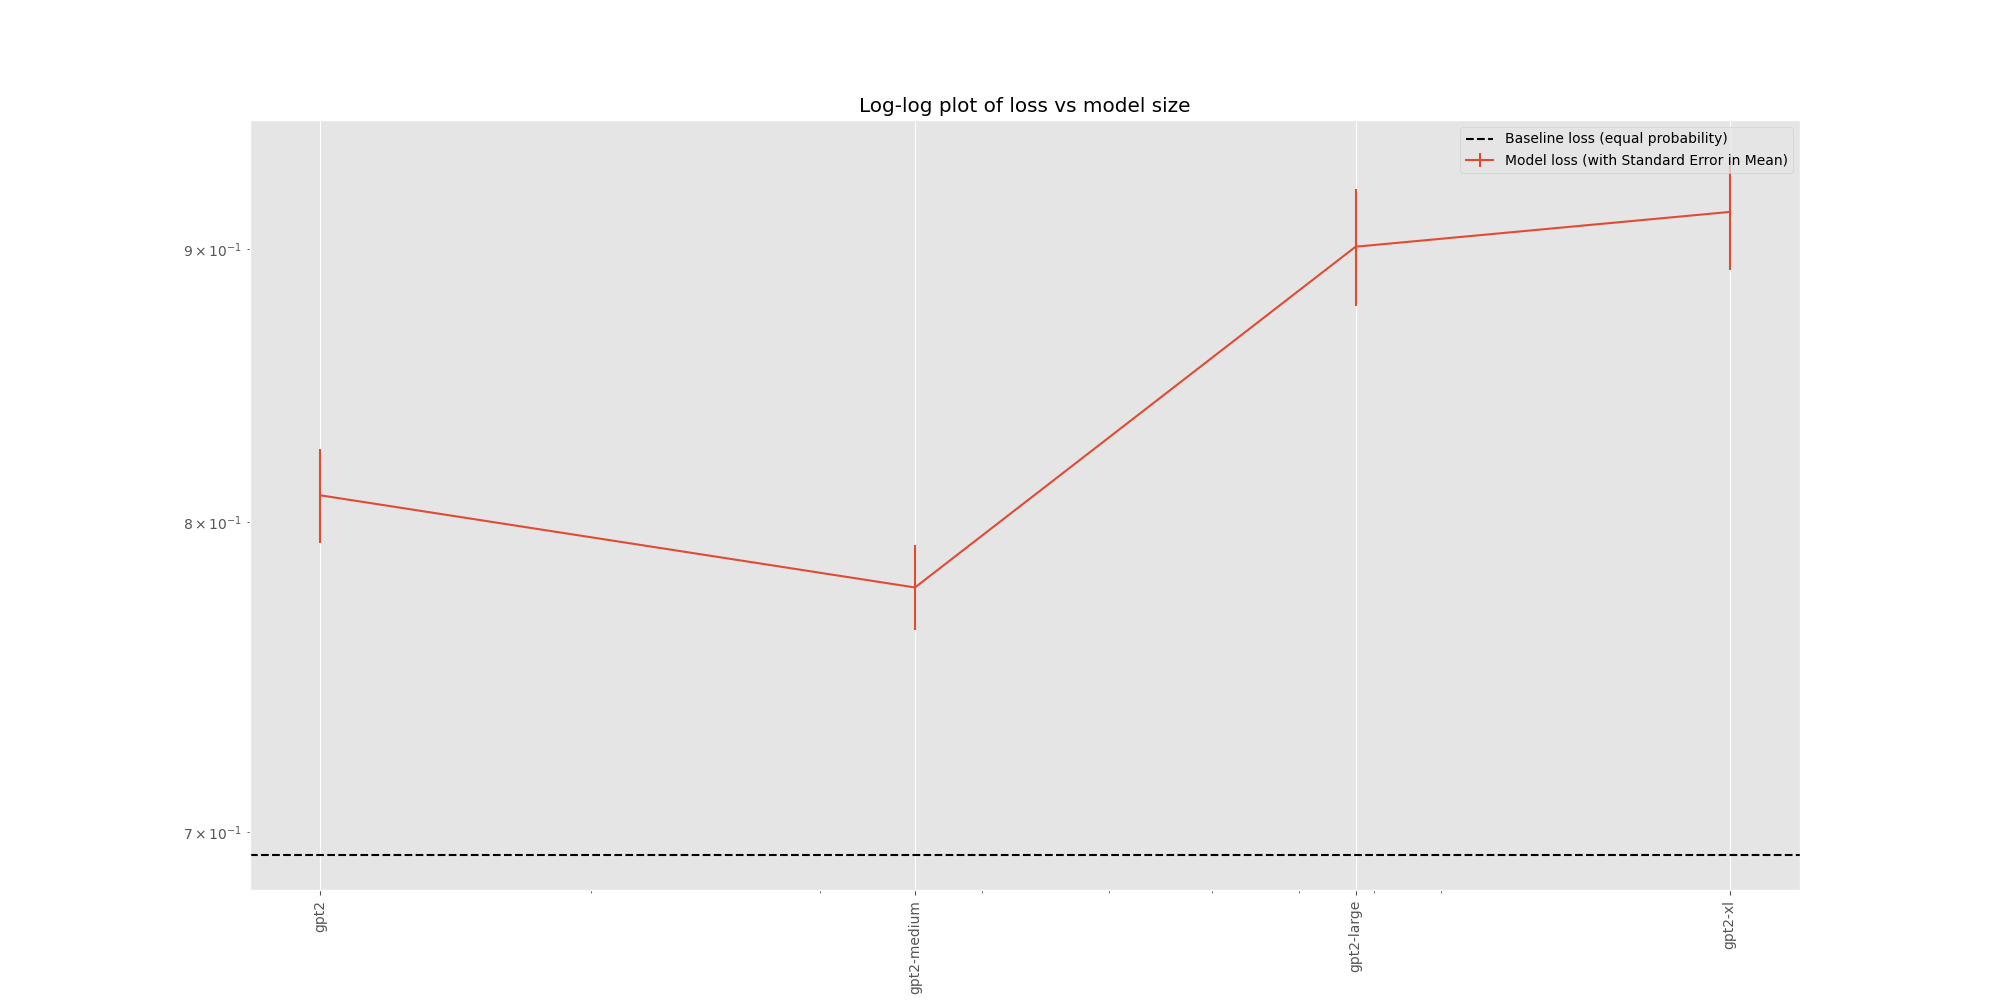 Log-log plot of loss vs model size
Baseline loss (equal probability)
Model loss (with Standard Error in Mean)
9 × 10⁻¹
8 × 10⁻¹
7 × 10⁻¹
gpt2
gpt2-medium
gpt2-large
gpt2-xl